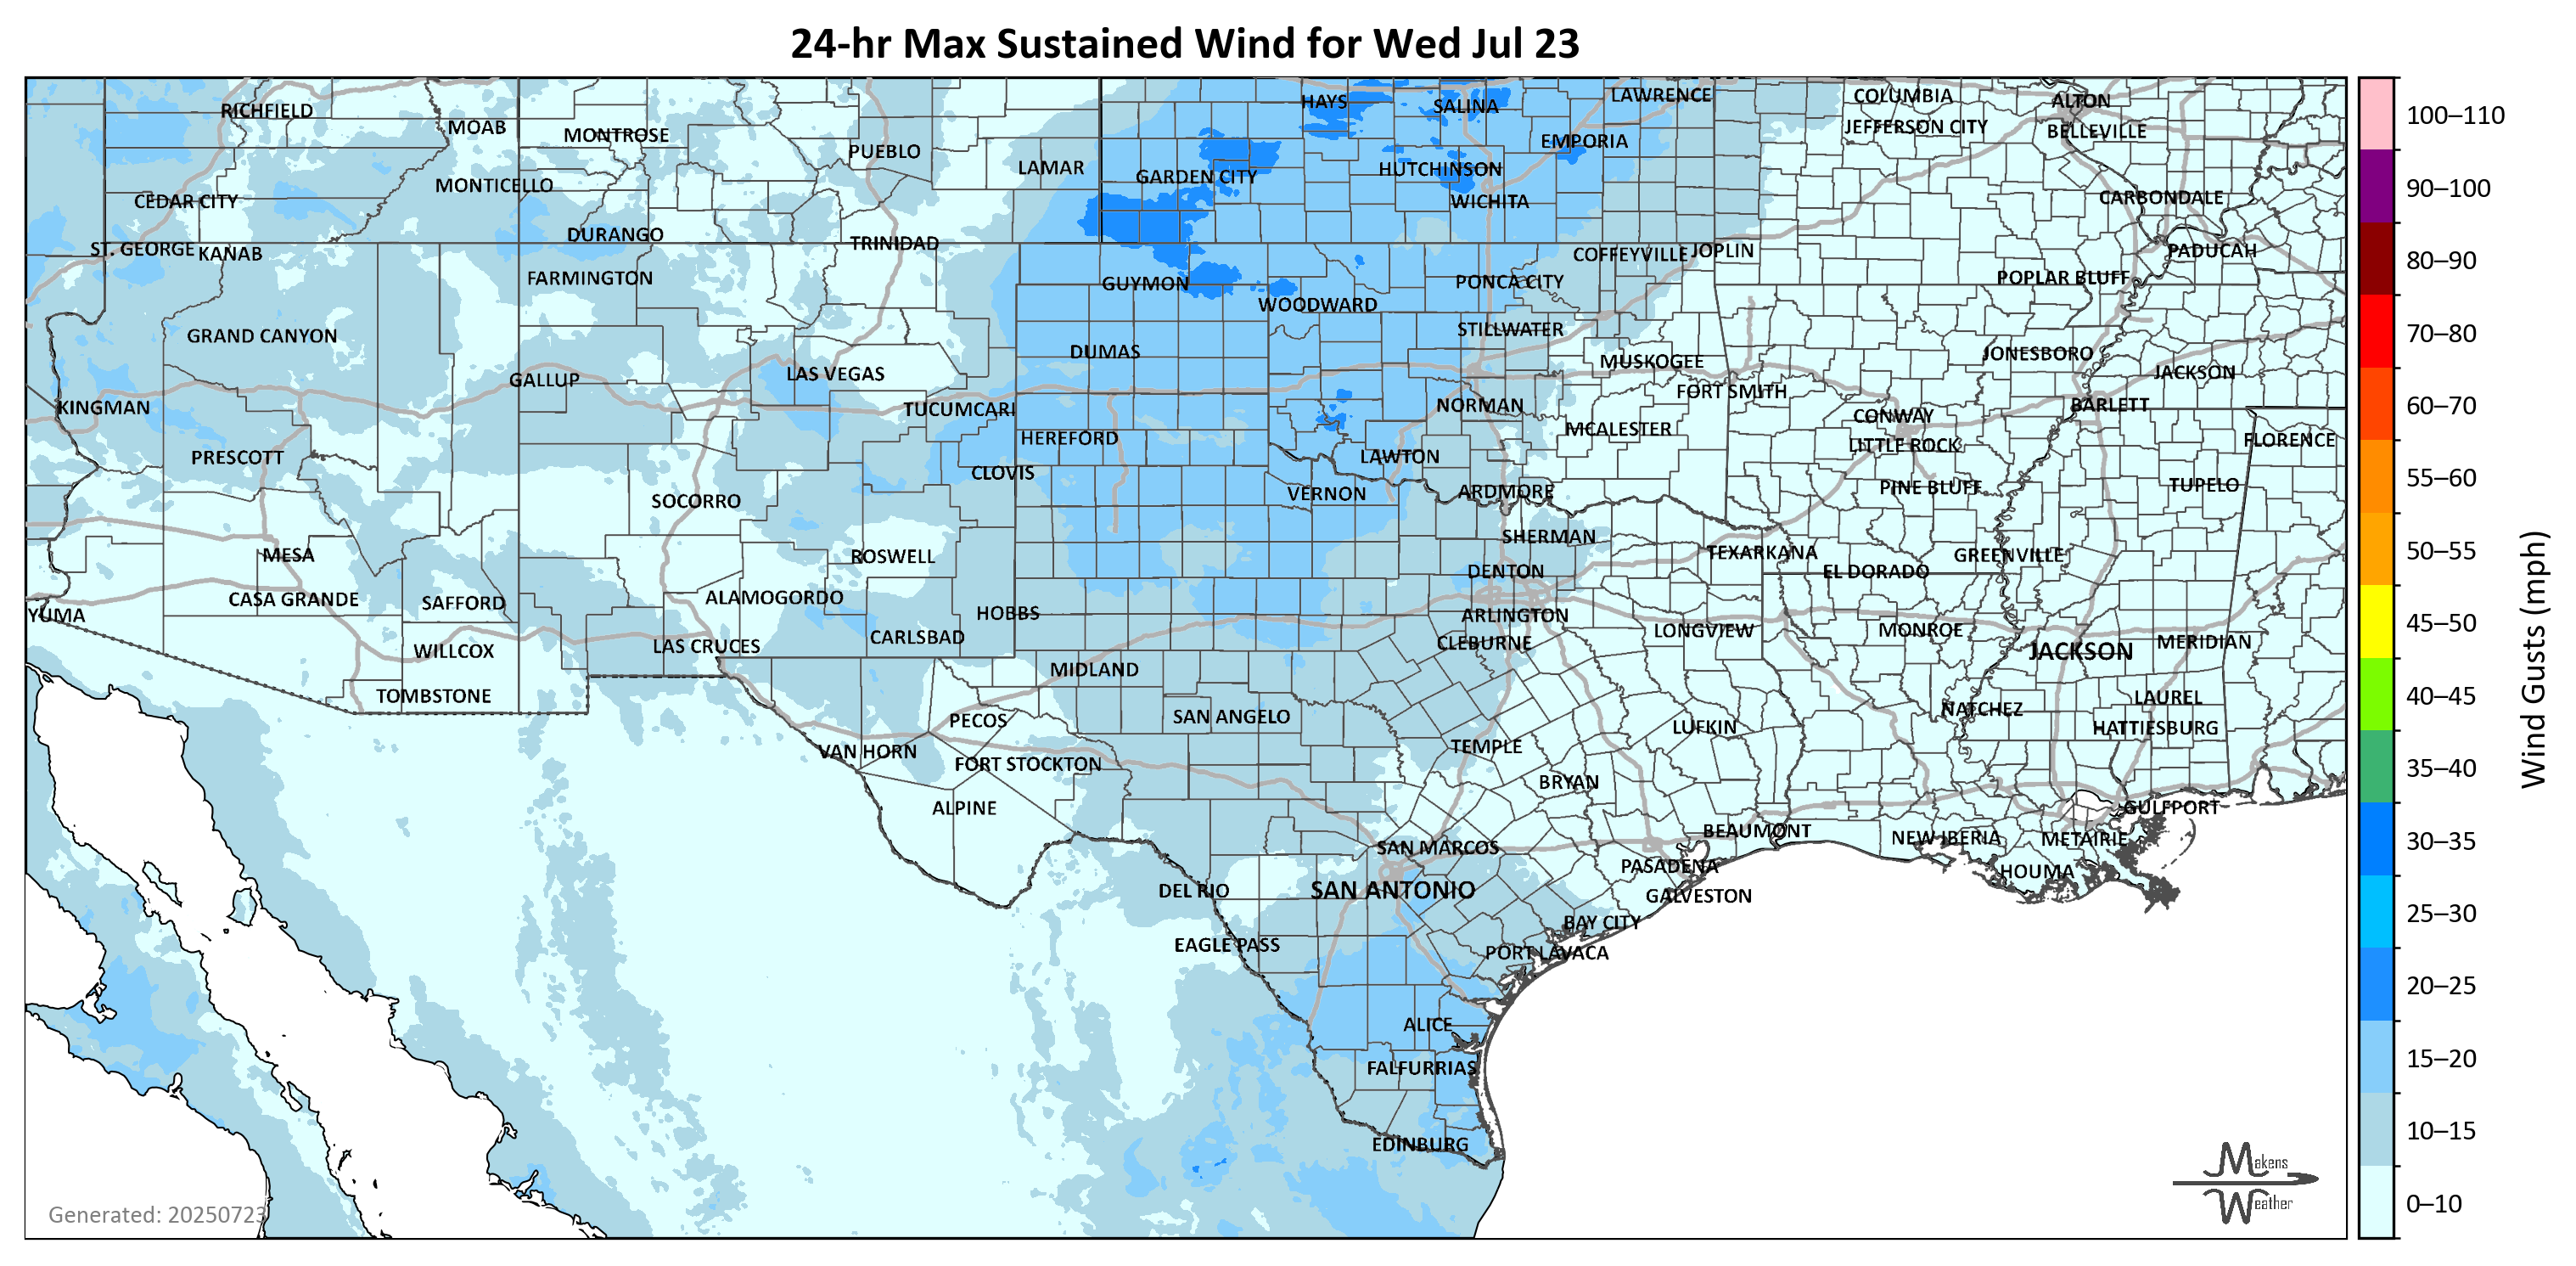 24-hr Max Sustained Wind for Wed Jul 23
HAYS
SALINA
LAWRENCE
COLUMBIA
ALTON
RICHFIELD
MOAB
MONTROSE
JEFFERSON CITY
BELLEVILLE
PUEBLO
EMPORIA
LAMAR
GARDEN CITY
HUTCHINSON
MONTICELLO
CEDAR CITY
WICHITA
CARBONDALE
DURANGO
TRINIDAD
ST. GEORGE
KANAB
COFFEYVILLE
JOPLIN
PADUCAH
FARMINGTON
GUYMON
PONCA CITY
POPLAR BLUFF
WOODWARD
GRAND CANYON
STILLWATER
DUMAS
MUSKOGEE
JONESBORO
GALLUP
LAS VEGAS
FORT SMITH
JACKSON
KINGMAN
TUCUMCARI
NORMAN
BARLETT
CONWAY
HEREFORD
MCALESTER
LITTLE ROCK
FLORENCE
PRESCOTT
CLOVIS
LAWTON
SOCORRO
VERNON
ARDMORE
PINE BLUFF
TUPELO
MESA
ROSWELL
SHERMAN
TEXARKANA
GREENVILLE
DENTON
EL DORADO
YUMA
CASA GRANDE
SAFFORD
ALAMOGORDO
HOBBS
ARLINGTON
WILLCOX
LAS CRUCES
CARLSBAD
CLEBURNE
LONGVIEW
MONROE
JACKSON
MERIDIAN
TOMBSTONE
MIDLAND
PECOS
SAN ANGELO
LUFKIN
NATCHEZ
LAUREL
HATTIESBURG
VAN HORN
FORT STOCKTON
TEMPLE
BRYAN
ALPINE
GULFPORT
SAN MARCOS
BEAUMONT
NEW IBERIA
METAIRIE
DEL RIO
SAN ANTONIO
PASADENA
HOUMA
GALVESTON
EAGLE PASS
BAY CITY
PORT LAVACA
ALICE
FALFURRIAS
EDINBURG
Generated: 20250723
Makens
Weather
100–110
90–100
80–90
70–80
60–70
55–60
50–55
45–50
40–45
35–40
30–35
25–30
20–25
15–20
10–15
0–10
Wind Gusts (mph)